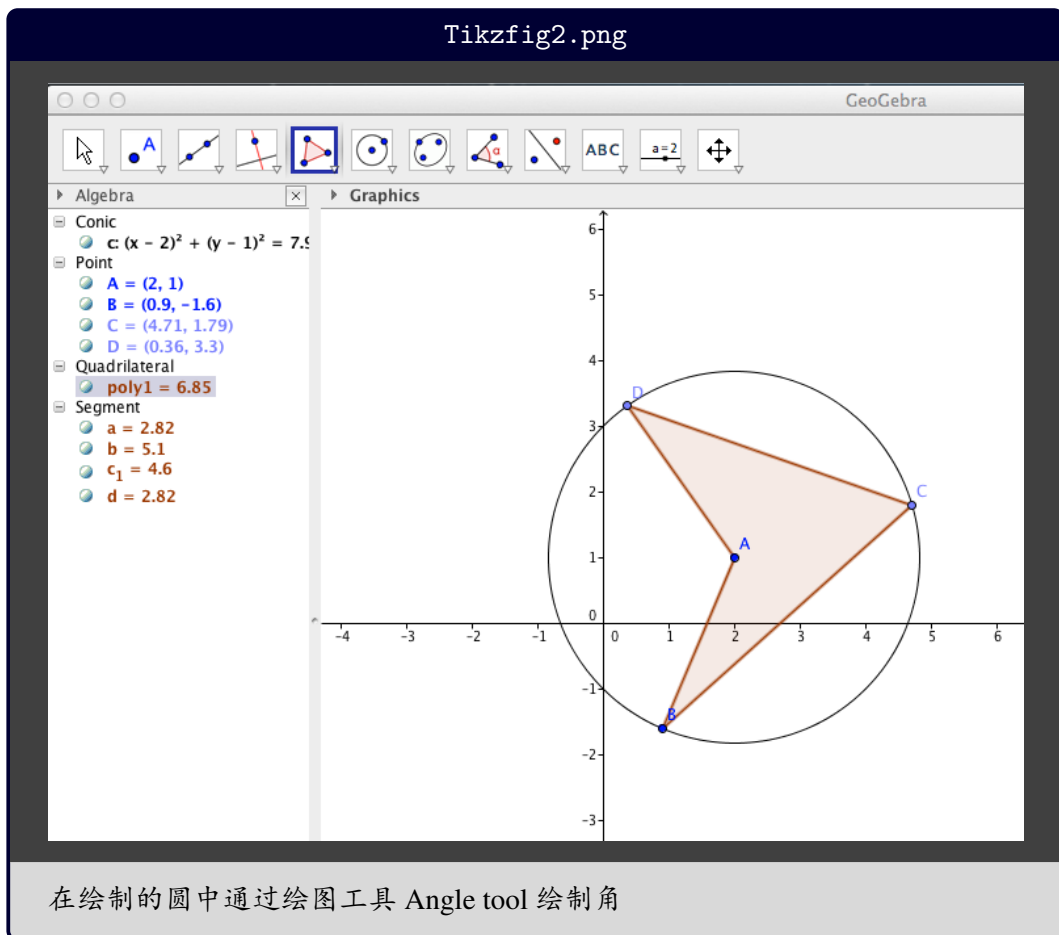 Tikzfig2.png
GeoGebra
A
α
ABC
a=2
Algebra
Graphics
Conic
c: (x − 2)² + (y − 1)² = 7.9
Point
A = (2, 1)
B = (0.9, −1.6)
C = (4.71, 1.79)
D = (0.36, 3.3)
Quadrilateral
poly1 = 6.85
Segment
a = 2.82
b = 5.1
c₁ = 4.6
d = 2.82
6
5
4
D
3
2
C
A
1
0
-4 -3 -2 -1 0 1 2 3 4 5 6
-1
B
-2
-3
在绘制的圆中通过绘图工具 Angle tool 绘制角